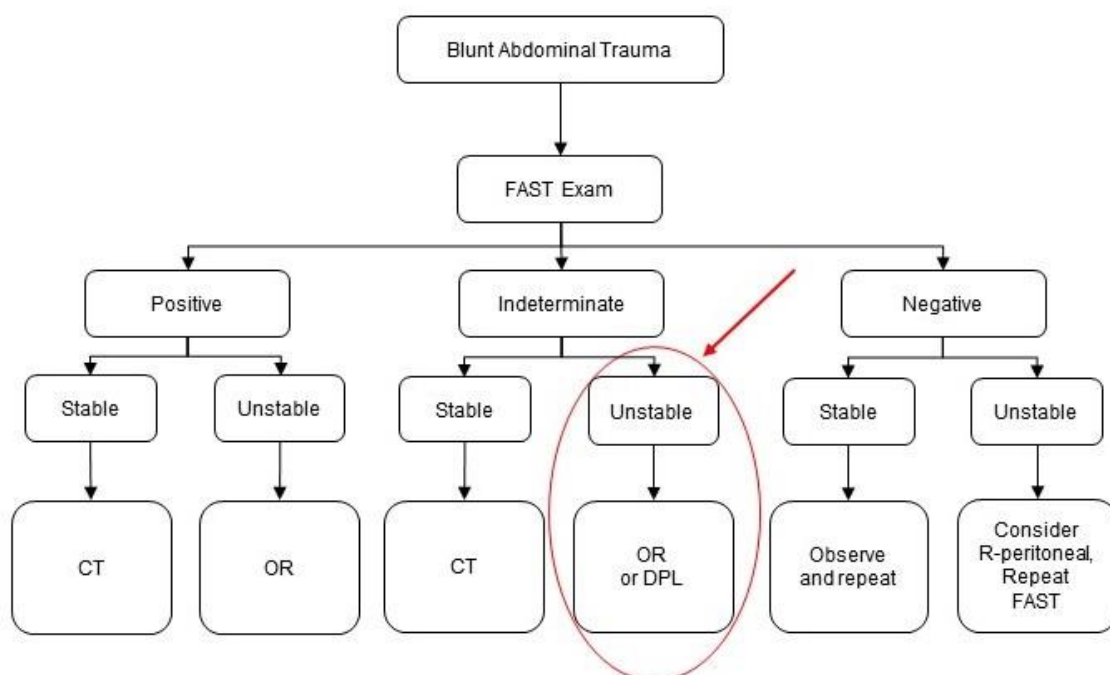 Blunt Abdominal Trauma
FAST Exam
Positive
Indeterminate
Negative
Stable
Unstable
Stable
Unstable
Stable
Unstable
CT
OR
CT
OR
or DPL
Observe
and repeat
Consider
R-peritoneal,
Repeat
FAST